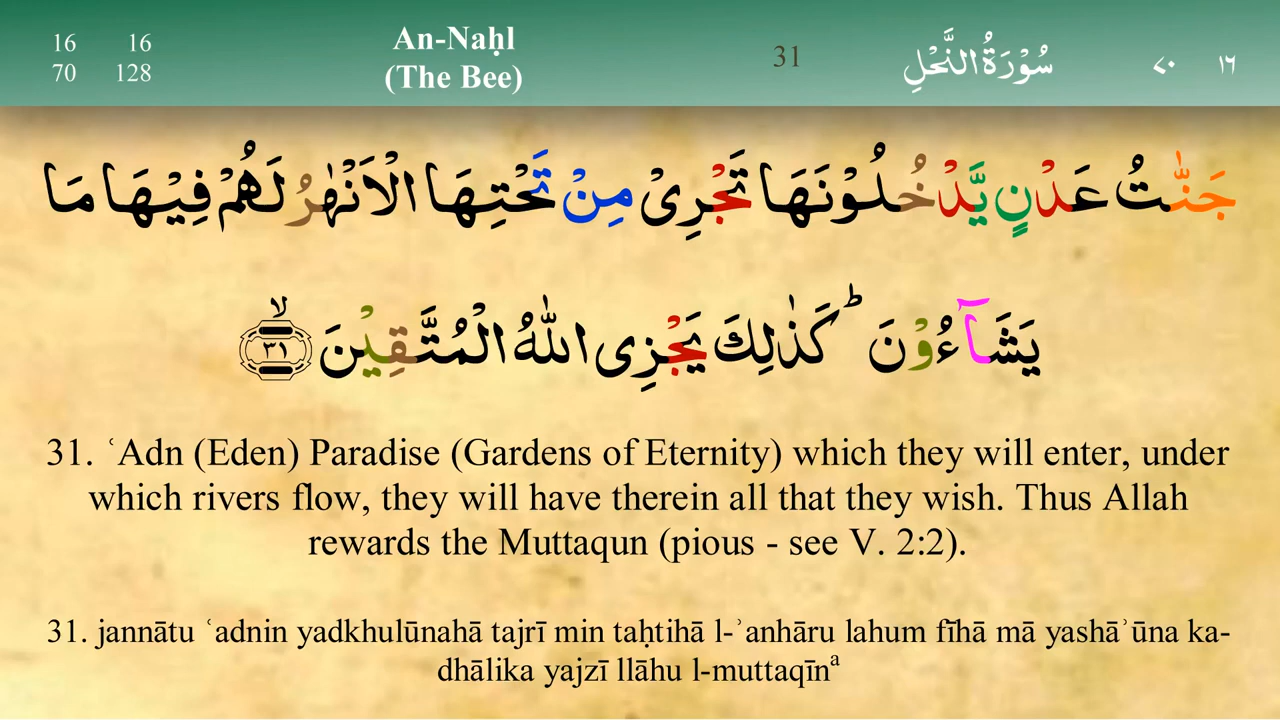 16 16 An-Naḥl 31 سُوْرَةُ النَّحْلِ ٧٠ ١٦
70 128 (The Bee)
جَنّٰتُ عَدْنٍ يَّدْخُلُوْنَهَا تَجْرِىْ مِنْ تَحْتِهَا الْاَنْهٰرُ لَهُمْ فِيْهَا مَا
يَشَآءُوْنَ ؕ كَذٰلِكَ يَجْزِى اللّٰهُ الْمُتَّقِيْنَ ۙ‏﴿۳۱﴾
31. ʿAdn (Eden) Paradise (Gardens of Eternity) which they will enter, under
which rivers flow, they will have therein all that they wish. Thus Allah
rewards the Muttaqun (pious - see V. 2:2).
31. jannātu ʿadnin yadkhulūnahā tajrī min taḥtihā l-ʾanhāru lahum fīhā mā yashāʾūna ka-
dhālika yajzī llāhu l-muttaqīnᵃ